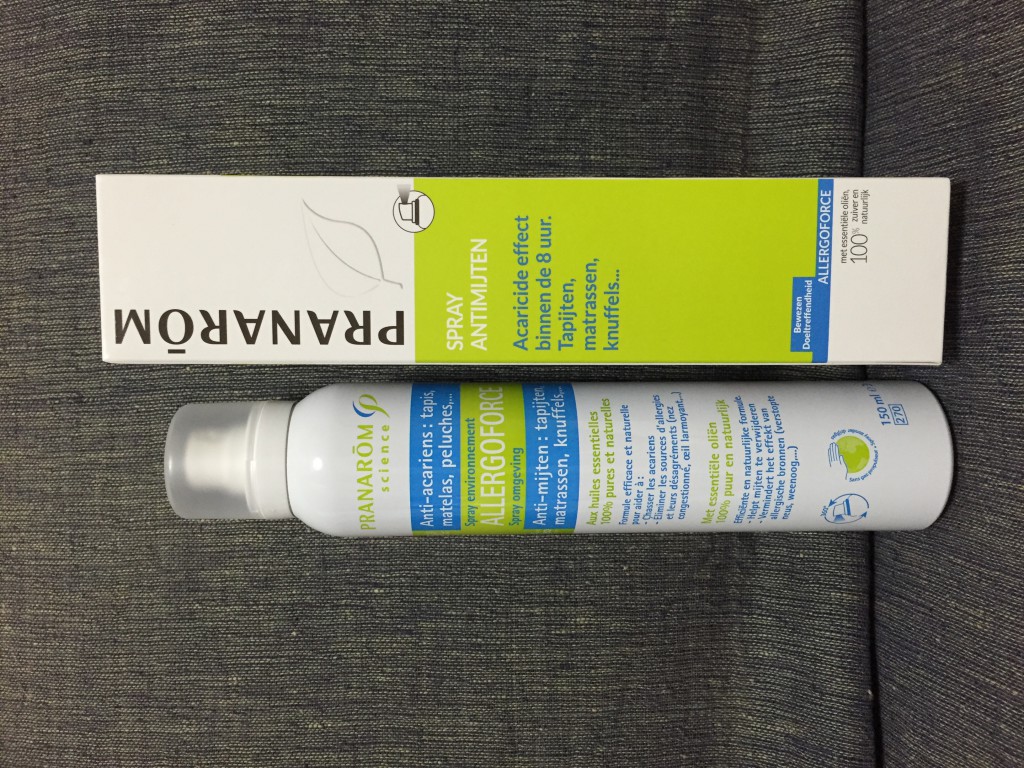 PRANARŌM
SPRAY
ANTIMIJTEN
Acaricide effect
binnen de 8 uur.
Tapijten,
matrassen,
knuffels...
Bewezen
Doeltreffendheid
ALLERGOFORCE
met essentiële oliën,
100% zuiver en
natuurlijk
PRANARŌM
science
Anti-acariens : tapis,
matelas, peluches,...
Spray environnement
ALLERGOFORCE
Spray omgeving
Anti-mijten : tapijten,
matrassen, knuffels,...
Aux huiles essentielles
100% pures et naturelles
Formule efficace et naturelle
pour aider à :
- Chasser les acariens
- Eliminer les sources d'allergies
et leurs désagréments (nez
congestionné, œil larmoyant...)
Met essentiële oliën
100% puur en natuurlijk
Efficiënte en natuurlijke formule:
- Helpt mijten te verwijderen
- Vermindert het effect van
allergische bronnen (verstopte
neus, weenoog....)
360°
150 ml e
270